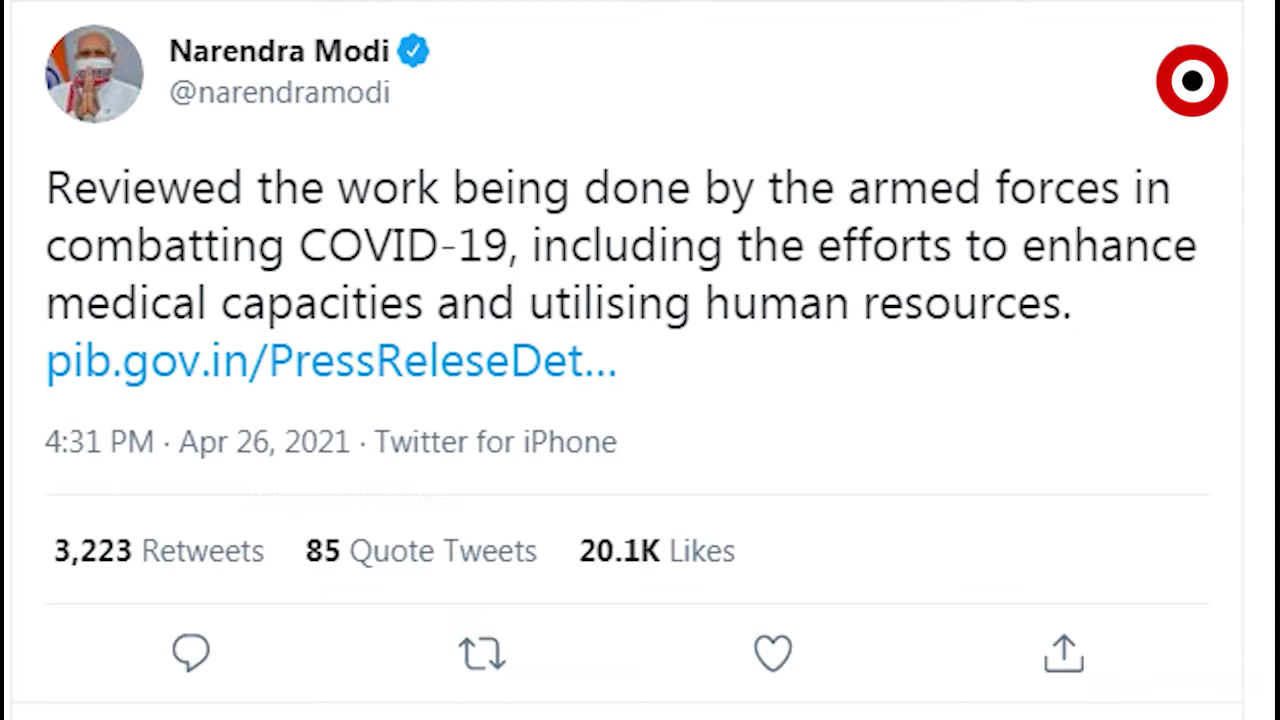 Narendra Modi
@narendramodi
Reviewed the work being done by the armed forces in
combatting COVID-19, including the efforts to enhance
medical capacities and utilising human resources.
pib.gov.in/PressReleseDet...
4:31 PM · Apr 26, 2021 · Twitter for iPhone
3,223 Retweets 85 Quote Tweets 20.1K Likes